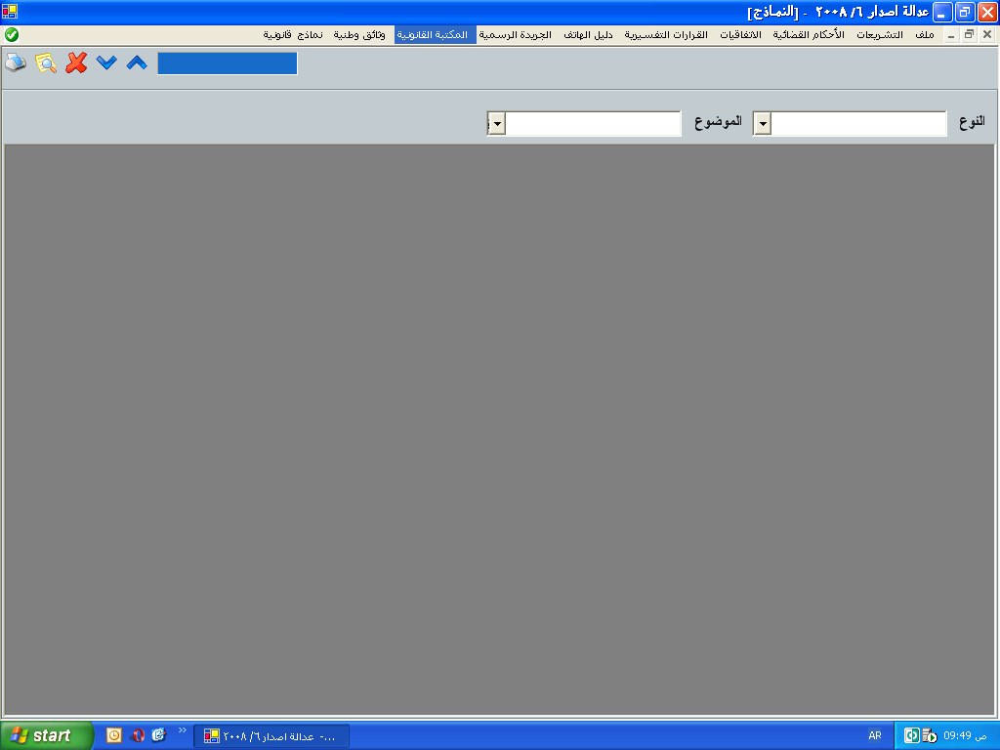 عدالة اصدار ٦/ ٢٠٠٨ - [النماذج]
ملف التشريعات الأحكام القضائية الاتفاقيات القرارات التفسيرية دليل الهاتف الجريدة الرسمية المكتبة القانونية وثائق وطنية نماذج قانونية
النوع الموضوع
start عدالة اصدار ٦/ ٢٠٠٨ -... AR 09:49 ص